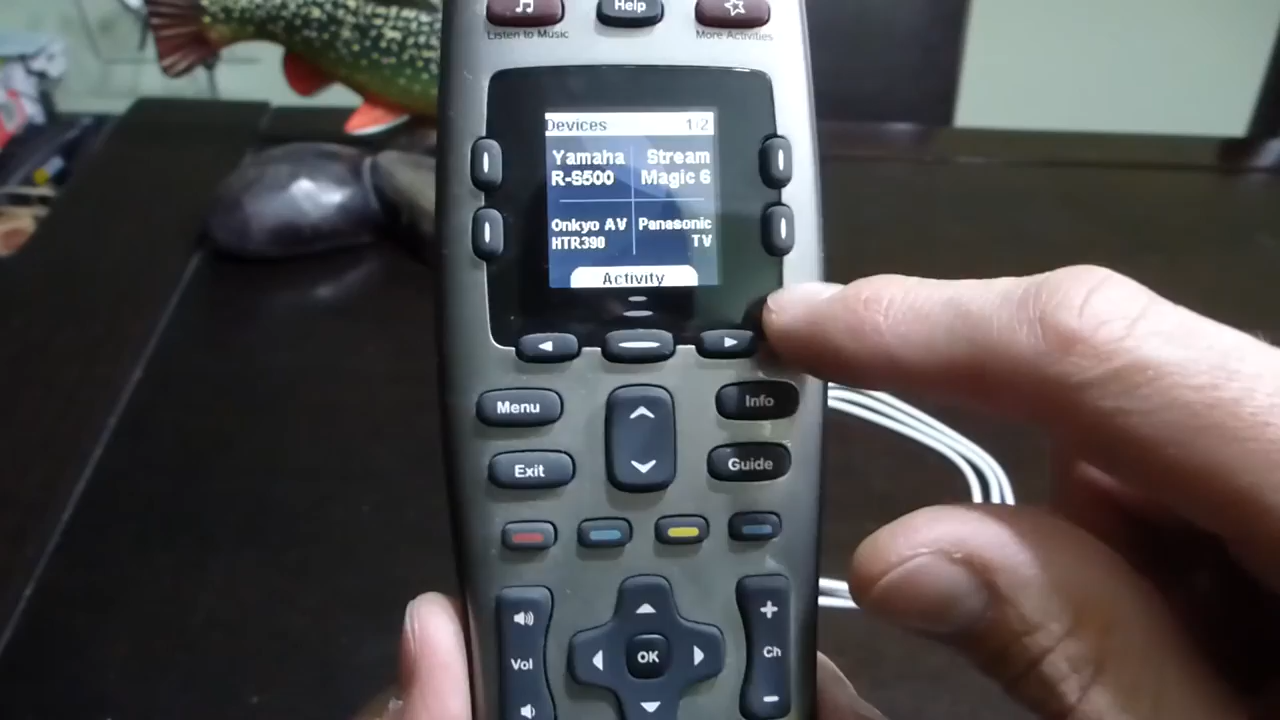 Help
Listen to Music
More Activities
Devices 1/2
Yamaha
R-S500
Stream
Magic 6
Onkyo AV
HTR390
Panasonic
TV
Activity
Menu
Info
Exit
Guide
+
Vol
OK
Ch
-